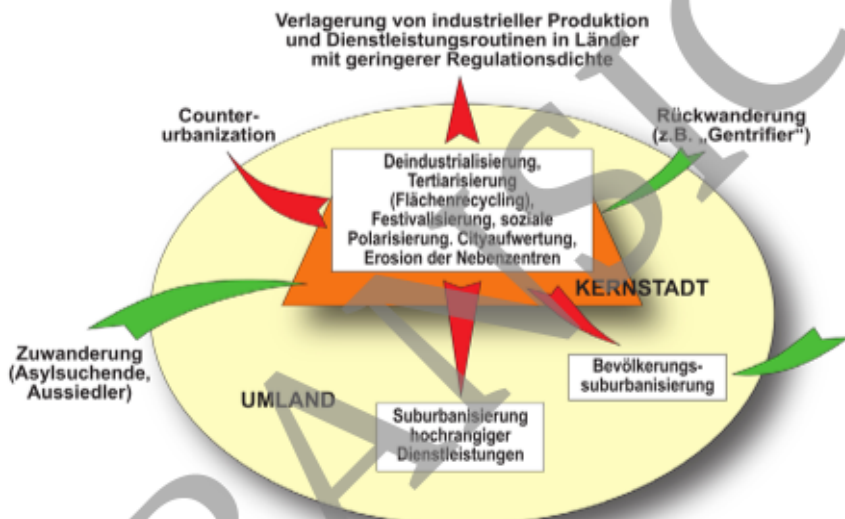 Verlagerung von industrieller Produktion
und Dienstleistungsroutinen in Länder
mit geringerer Regulationsdichte
Counter-
urbanization
Rückwanderung
(z.B. „Gentrifier“)
Deindustrialisierung,
Tertiarisierung
(Flächenrecycling),
Festivalisierung, soziale
Polarisierung. Cityaufwertung,
Erosion der Nebenzentren
KERNSTADT
Zuwanderung
(Asylsuchende,
Aussiedler)
Bevölkerungs-
suburbanisierung
UMLAND
Suburbanisierung
hochrangiger
Dienstleistungen